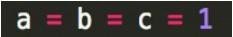 a = b = c = 1